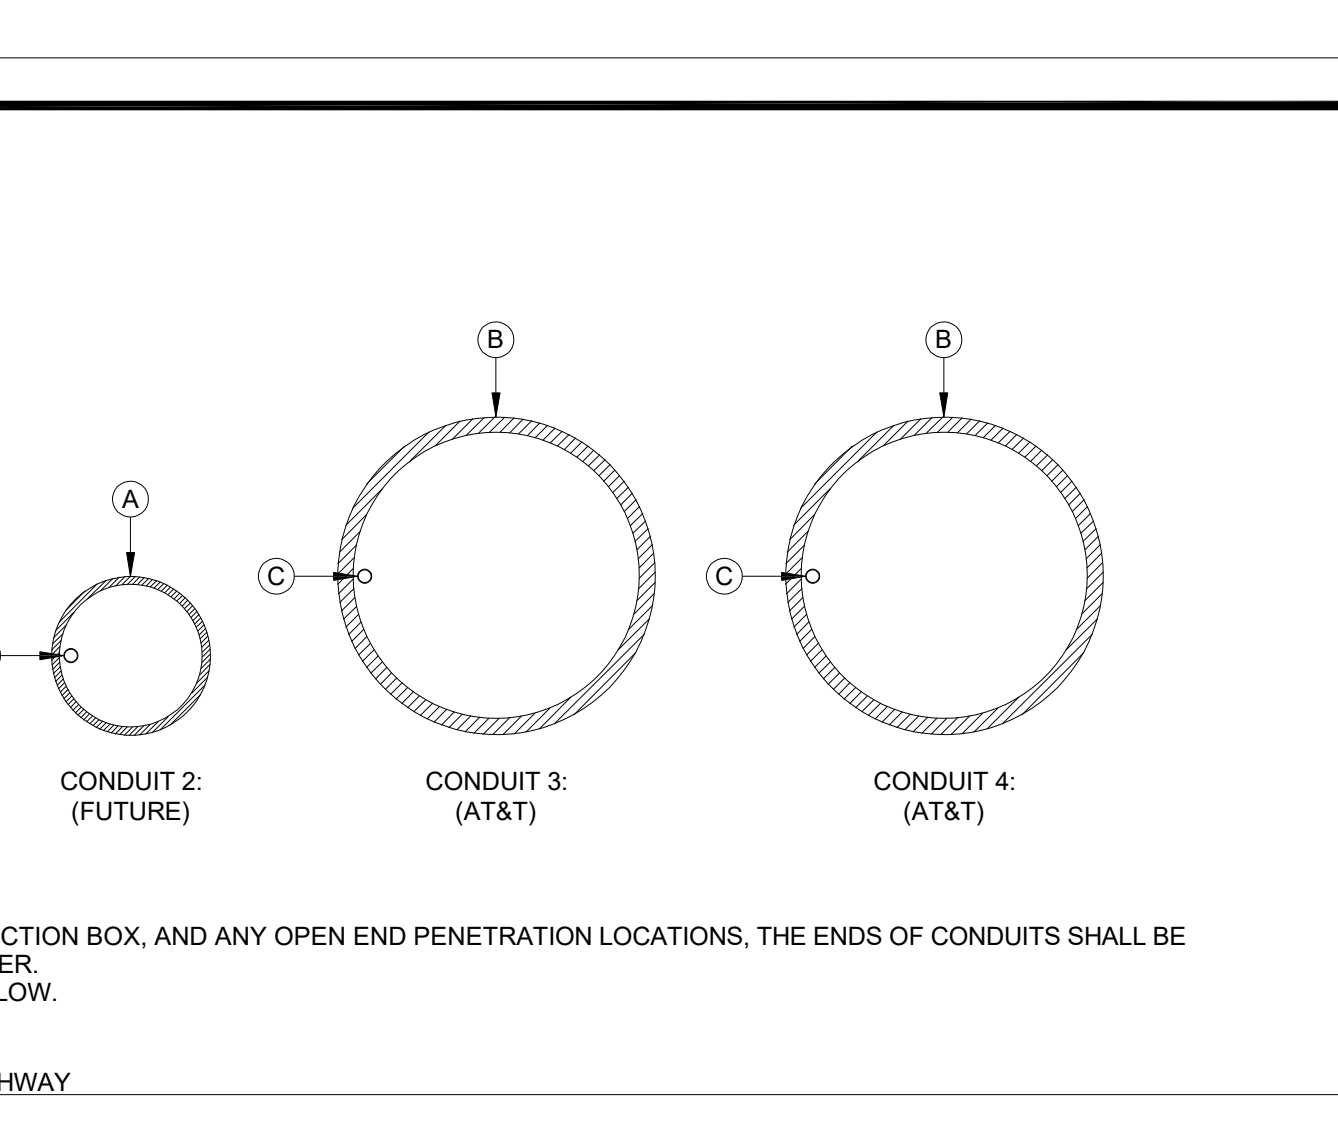 B
B
A
C
C
CONDUIT 2:
(FUTURE)
CONDUIT 3:
(AT&T)
CONDUIT 4:
(AT&T)
CTION BOX, AND ANY OPEN END PENETRATION LOCATIONS, THE ENDS OF CONDUITS SHALL BE
ER.
LOW.
HWAY